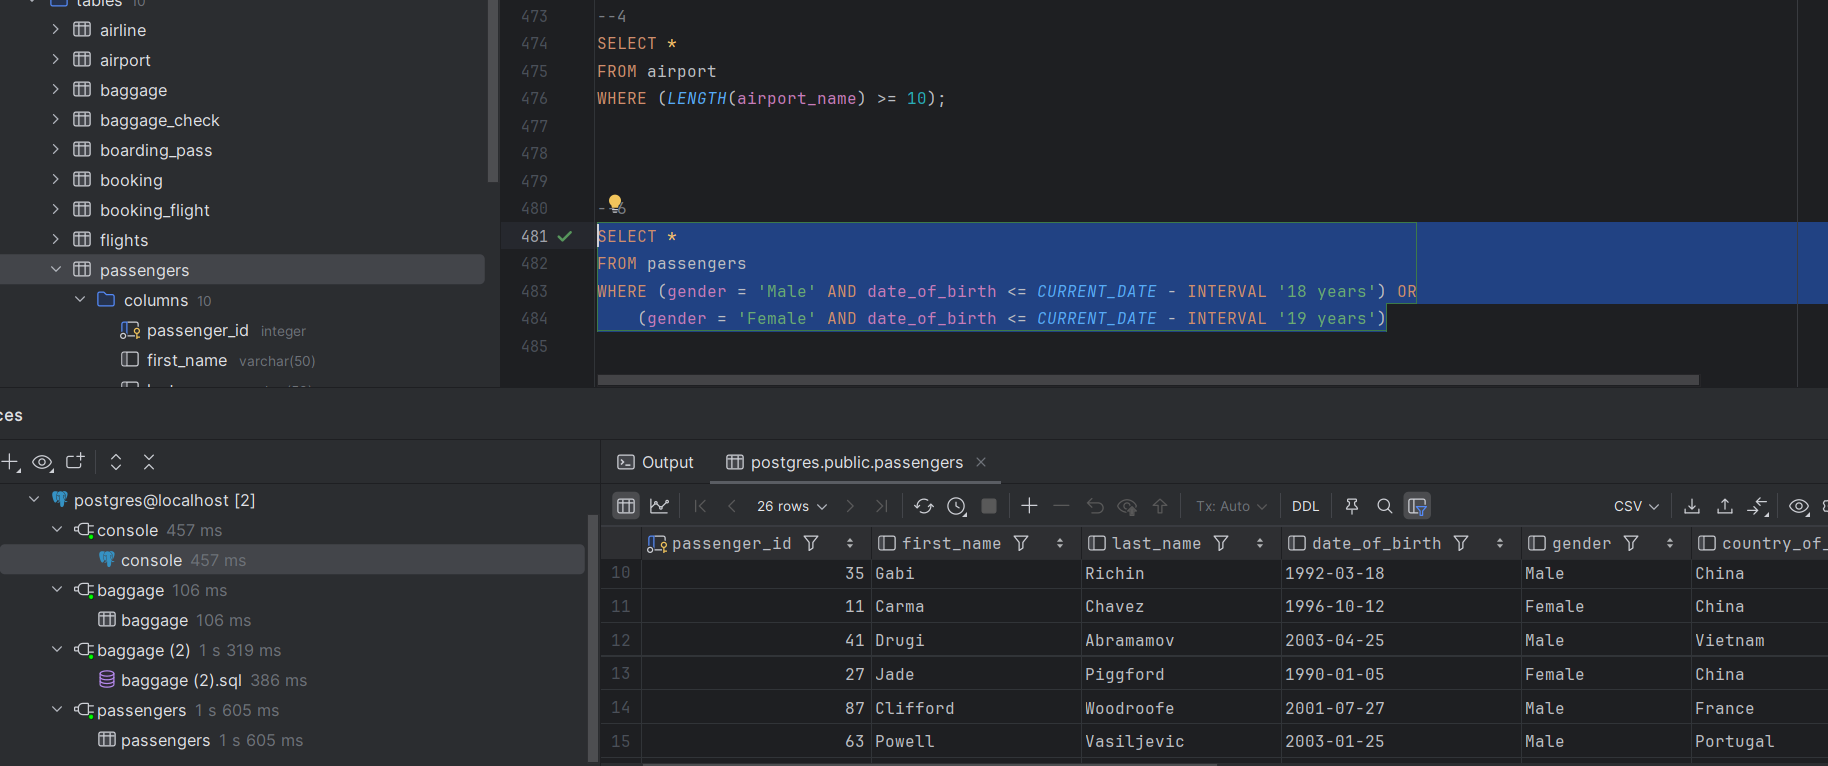 tables 10
airline
airport
baggage
baggage_check
boarding_pass
booking
booking_flight
flights
passengers
columns 10
passenger_id integer
first_name varchar(50)
473 --4
474 SELECT *
475 FROM airport
476 WHERE (LENGTH(airport_name) >= 10);
477
478
479
480 --6
481 SELECT *
482 FROM passengers
483 WHERE (gender = 'Male' AND date_of_birth <= CURRENT_DATE - INTERVAL '18 years') OR
484 (gender = 'Female' AND date_of_birth <= CURRENT_DATE - INTERVAL '19 years')
485
ces
postgres@localhost [2]
console 457 ms
console 457 ms
baggage 106 ms
baggage 106 ms
baggage (2) 1 s 319 ms
baggage (2).sql 386 ms
passengers 1 s 605 ms
passengers 1 s 605 ms
Output postgres.public.passengers
26 rows Tx: Auto DDL CSV
passenger_id first_name last_name date_of_birth gender country_of_
10 35 Gabi Richin 1992-03-18 Male China
11 11 Carma Chavez 1996-10-12 Female China
12 41 Drugi Abramamov 2003-04-25 Male Vietnam
13 27 Jade Piggford 1990-01-05 Female China
14 87 Clifford Woodroofe 2001-07-27 Male France
15 63 Powell Vasiljevic 2003-01-25 Male Portugal